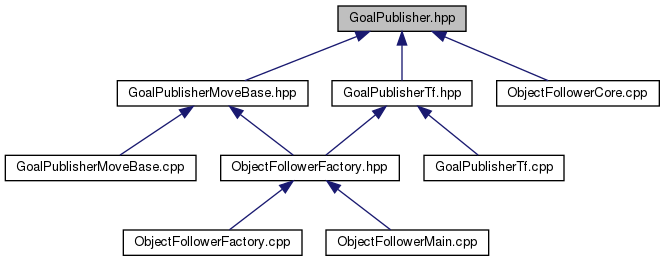 GoalPublisher.hpp
GoalPublisherMoveBase.hpp
GoalPublisherTf.hpp
ObjectFollowerCore.cpp
GoalPublisherMoveBase.cpp
ObjectFollowerFactory.hpp
GoalPublisherTf.cpp
ObjectFollowerFactory.cpp
ObjectFollowerMain.cpp